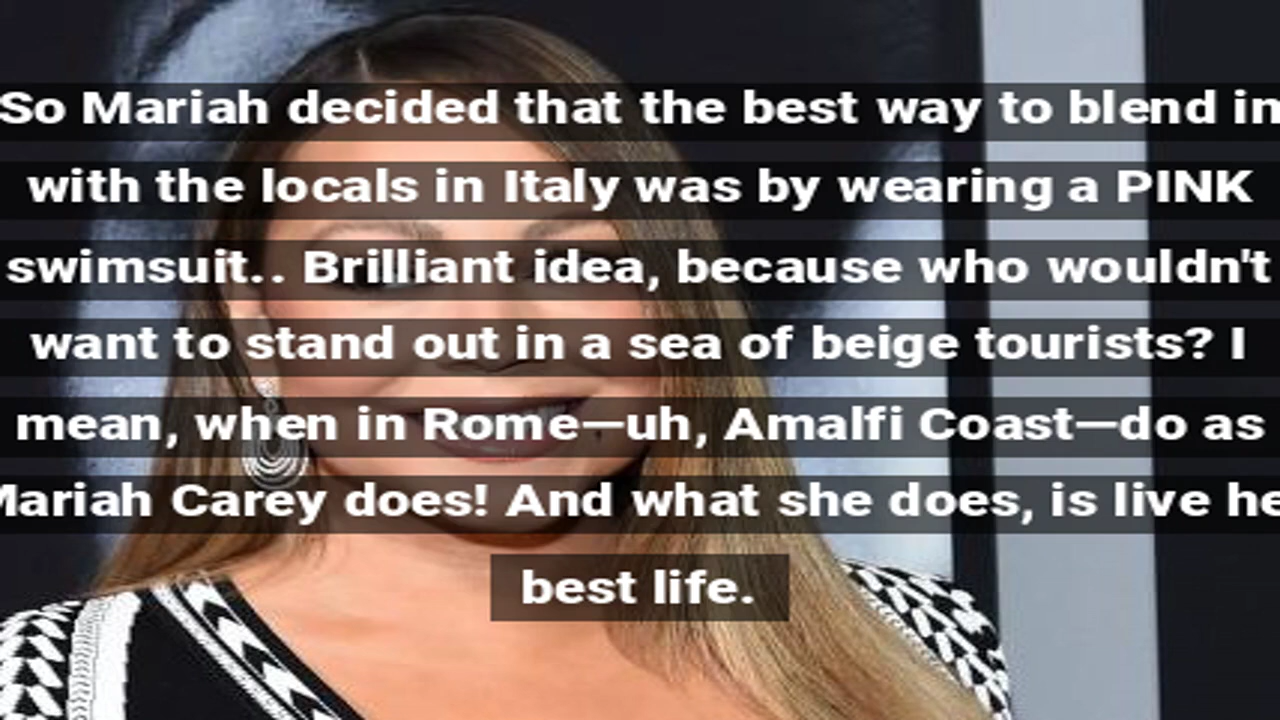 So Mariah decided that the best way to blend in
with the locals in Italy was by wearing a PINK
swimsuit.. Brilliant idea, because who wouldn't
want to stand out in a sea of beige tourists? I
mean, when in Rome—uh, Amalfi Coast—do as
Mariah Carey does! And what she does, is live he
best life.